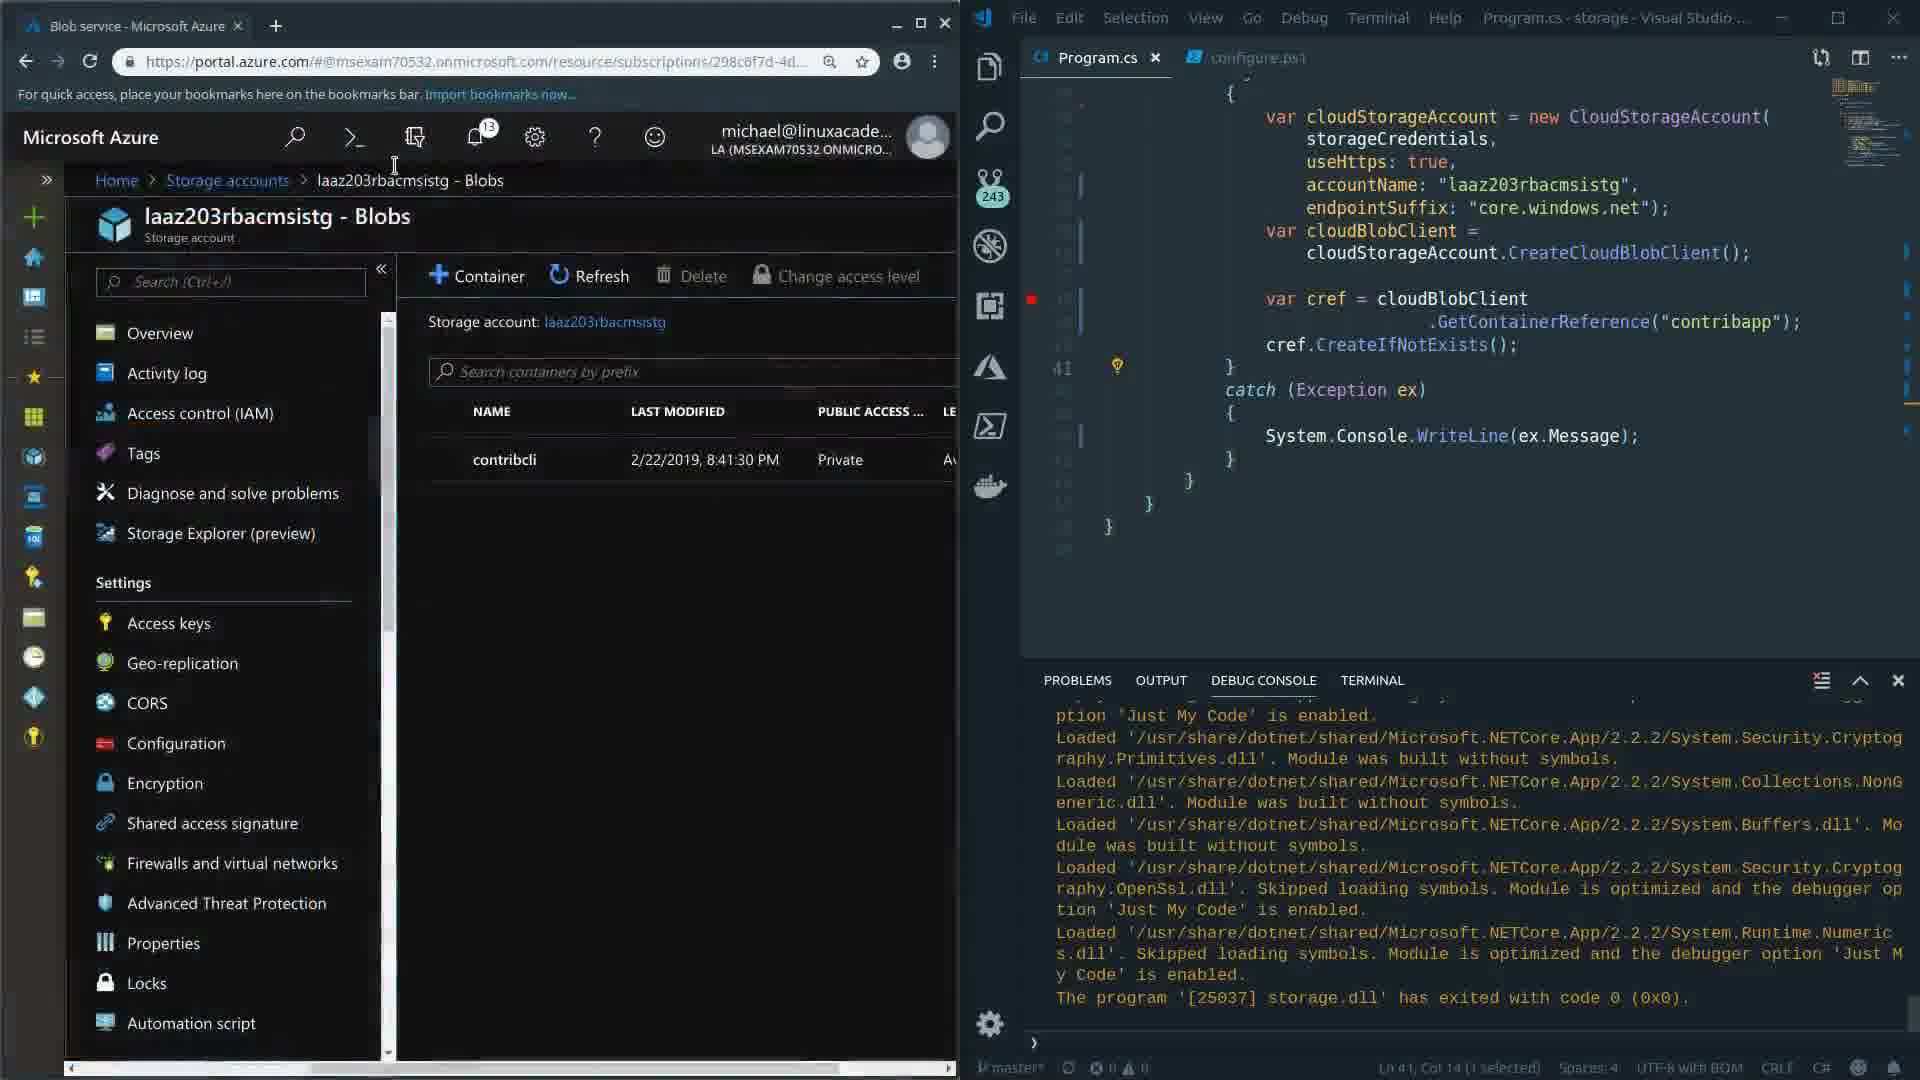 Blob service - Microsoft Azure
https://portal.azure.com/#@msexam70532.onmicrosoft.com/resource/subscriptions/298c6f7d-4d...
For quick access, place your bookmarks here on the bookmarks bar. Import bookmarks now...
Microsoft Azure
13
michael@linuxacade...
LA (MSEXAM70532.ONMICRO...
Home > Storage accounts > laaz203rbacmsistg - Blobs
laaz203rbacmsistg - Blobs
Storage account
Search (Ctrl+/)
Overview
Activity log
Access control (IAM)
Tags
Diagnose and solve problems
Storage Explorer (preview)
Settings
Access keys
Geo-replication
CORS
Configuration
Encryption
Shared access signature
Firewalls and virtual networks
Advanced Threat Protection
Properties
Locks
Automation script
Container Refresh Delete Change access level
Storage account: laaz203rbacmsistg
Search containers by prefix
NAME LAST MODIFIED PUBLIC ACCESS ... LE
contribcli 2/22/2019, 8:41:30 PM Private Av
File Edit Selection View Go Debug Terminal Help Program.cs - storage - Visual Studio ...
Program.cs configure.ps1
243
{
var cloudStorageAccount = new CloudStorageAccount(
storageCredentials,
useHttps: true,
accountName: "laaz203rbacmsistg",
endpointSuffix: "core.windows.net");
var cloudBlobClient =
cloudStorageAccount.CreateCloudBlobClient();
var cref = cloudBlobClient
.GetContainerReference("contribapp");
cref.CreateIfNotExists();
41 }
catch (Exception ex)
{
System.Console.WriteLine(ex.Message);
}
}
}
}
PROBLEMS OUTPUT DEBUG CONSOLE TERMINAL
ption 'Just My Code' is enabled.
Loaded '/usr/share/dotnet/shared/Microsoft.NETCore.App/2.2.2/System.Security.Cryptog
raphy.Primitives.dll'. Module was built without symbols.
Loaded '/usr/share/dotnet/shared/Microsoft.NETCore.App/2.2.2/System.Collections.NonG
eneric.dll'. Module was built without symbols.
Loaded '/usr/share/dotnet/shared/Microsoft.NETCore.App/2.2.2/System.Buffers.dll'. Mo
dule was built without symbols.
Loaded '/usr/share/dotnet/shared/Microsoft.NETCore.App/2.2.2/System.Security.Cryptog
raphy.OpenSsl.dll'. Skipped loading symbols. Module is optimized and the debugger op
tion 'Just My Code' is enabled.
Loaded '/usr/share/dotnet/shared/Microsoft.NETCore.App/2.2.2/System.Runtime.Numeric
s.dll'. Skipped loading symbols. Module is optimized and the debugger option 'Just M
y Code' is enabled.
The program '[25037] storage.dll' has exited with code 0 (0x0).
master* 0 0 Ln 41, Col 14 (1 selected) Spaces: 4 UTF-8 with BOM CRLF C#